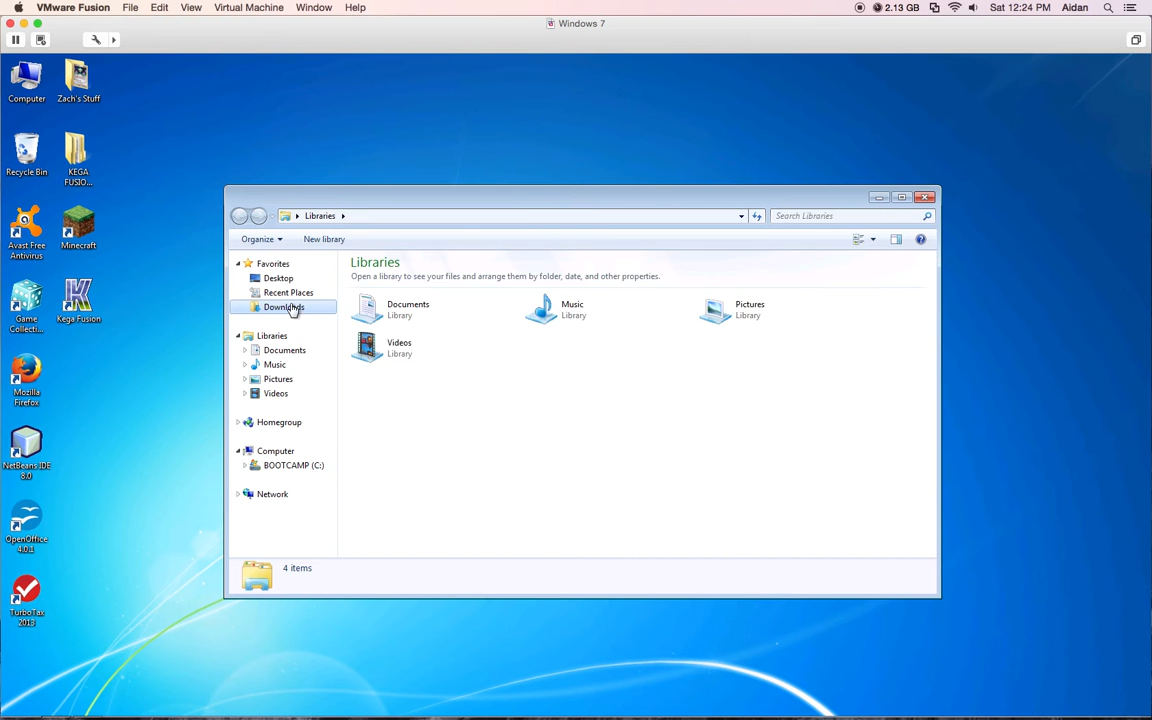 VMware Fusion File Edit View Virtual Machine Window Help 2.13 GB Sat 12:24 PM Aidan
Windows 7
Computer
Zach's Stuff
Recycle Bin
KEGA
FUSIO...
Avast Free
Antivirus
Minecraft
Game
Collecti...
Kega Fusion
Mozilla
Firefox
NetBeans IDE
8.0
OpenOffice
4.0.1
TurboTax
2013
Libraries
Search Libraries
Organize New library
Favorites
Desktop
Recent Places
Downloads
Libraries
Documents
Music
Pictures
Videos
Homegroup
Computer
BOOTCAMP (C:)
Network
Libraries
Open a library to see your files and arrange them by folder, date, and other properties.
Documents
Library
Music
Library
Pictures
Library
Videos
Library
4 items